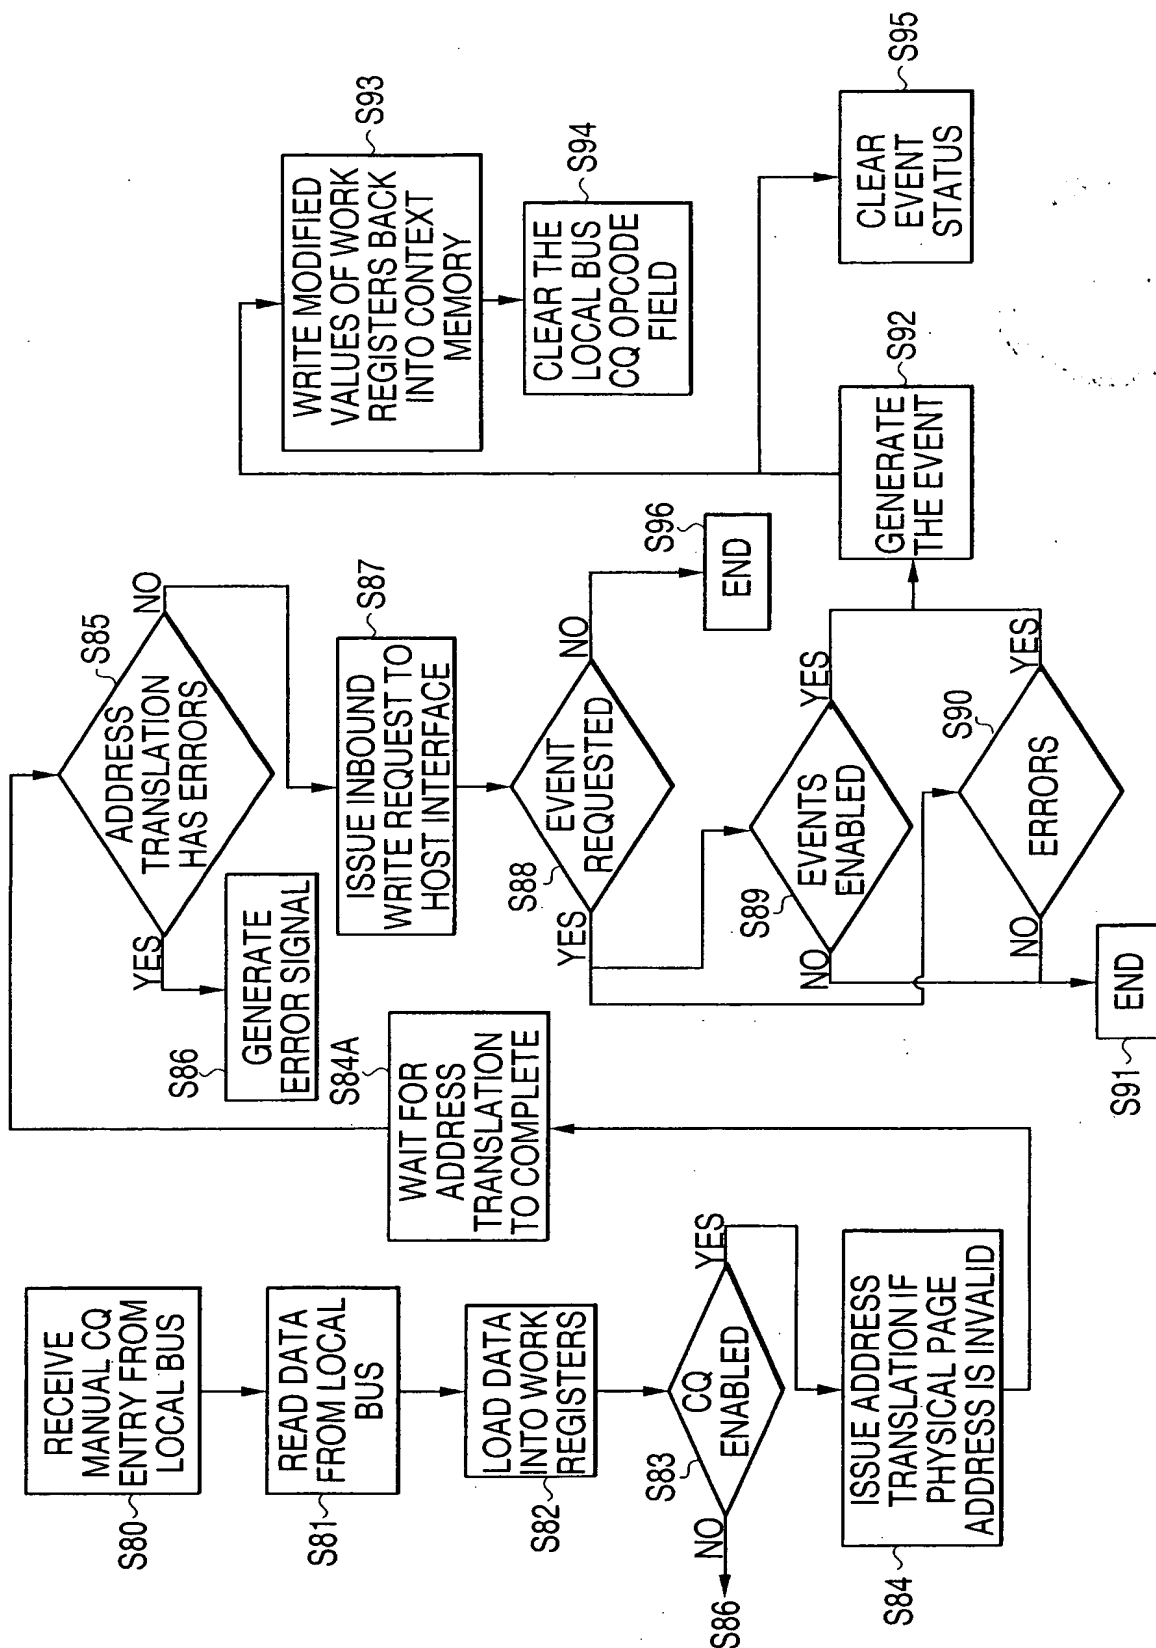 S80
RECEIVE
MANUAL CQ
ENTRY FROM
LOCAL BUS
S81
READ DATA
FROM LOCAL
BUS
S82
LOAD DATA
INTO WORK
REGISTERS
S83
CQ
ENABLED
NO
S86
YES
S84
ISSUE ADDRESS
TRANSLATION IF
PHYSICAL PAGE
ADDRESS IS INVALID
S84A
WAIT FOR
ADDRESS
TRANSLATION
TO COMPLETE
S85
ADDRESS
TRANSLATION
HAS ERRORS
YES
NO
S86
GENERATE
ERROR SIGNAL
S87
ISSUE INBOUND
WRITE REQUEST TO
HOST INTERFACE
S88
EVENT
REQUESTED
YES
NO
S96
END
S89
EVENTS
ENABLED
NO
YES
S90
ERRORS
NO
YES
S91
END
S92
GENERATE
THE EVENT
S93
WRITE MODIFIED
VALUES OF WORK
REGISTERS BACK
INTO CONTEXT
MEMORY
S94
CLEAR THE
LOCAL BUS
CQ OPCODE
FIELD
S95
CLEAR
EVENT
STATUS